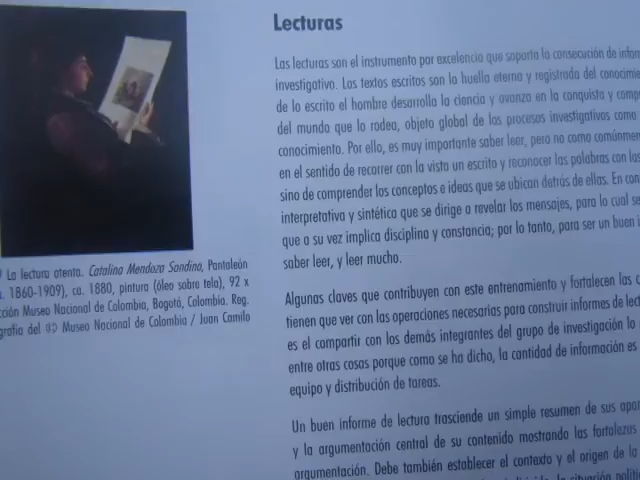 Lecturas
Las lecturas son el instrumento por excelencia que soporta la consecución de
investigativo. Los textos escritos son la huella eterna y registrada del
de lo escrito el hombre desarrolla la ciencia y avanza en la conquista y
del mundo que lo rodea, objeto global de los procesos investigativos como
conocimiento. Por ello, es muy importante saber leer, pero no como
en el sentido de recorrer con la vista un escrito y reconocer las palabras con
sino de comprender los conceptos e ideas que se ubican detrás de ellas. En
interpretativa y sintética que se dirige a revelar los mensajes, para lo cual
que a su vez implica disciplina y constancia; por lo tanto, para ser un buen
saber leer, y leer mucho.
Algunas claves que contribuyen con este entrenamiento y fortalecen las
tienen que ver con las operaciones necesarias para construir informes de
es el compartir con los demás integrantes del grupo de investigación lo
entre otras cosas porque como se ha dicho, la cantidad de información es
equipo y distribución de tareas.
Un buen informe de lectura trasciende un simple resumen de sus
y la argumentación central de su contenido mostrando las fortalezas
argumentación. Debe también establecer el contexto y el origen de la
situación
La lectura atenta. Catalina Mendoza Sandino, Pantaleón
1860-1909), ca. 1880, pintura (óleo sobre tela), 92 x
Museo Nacional de Colombia, Bogotá, Colombia. Reg.
del Museo Nacional de Colombia / Juan Camilo